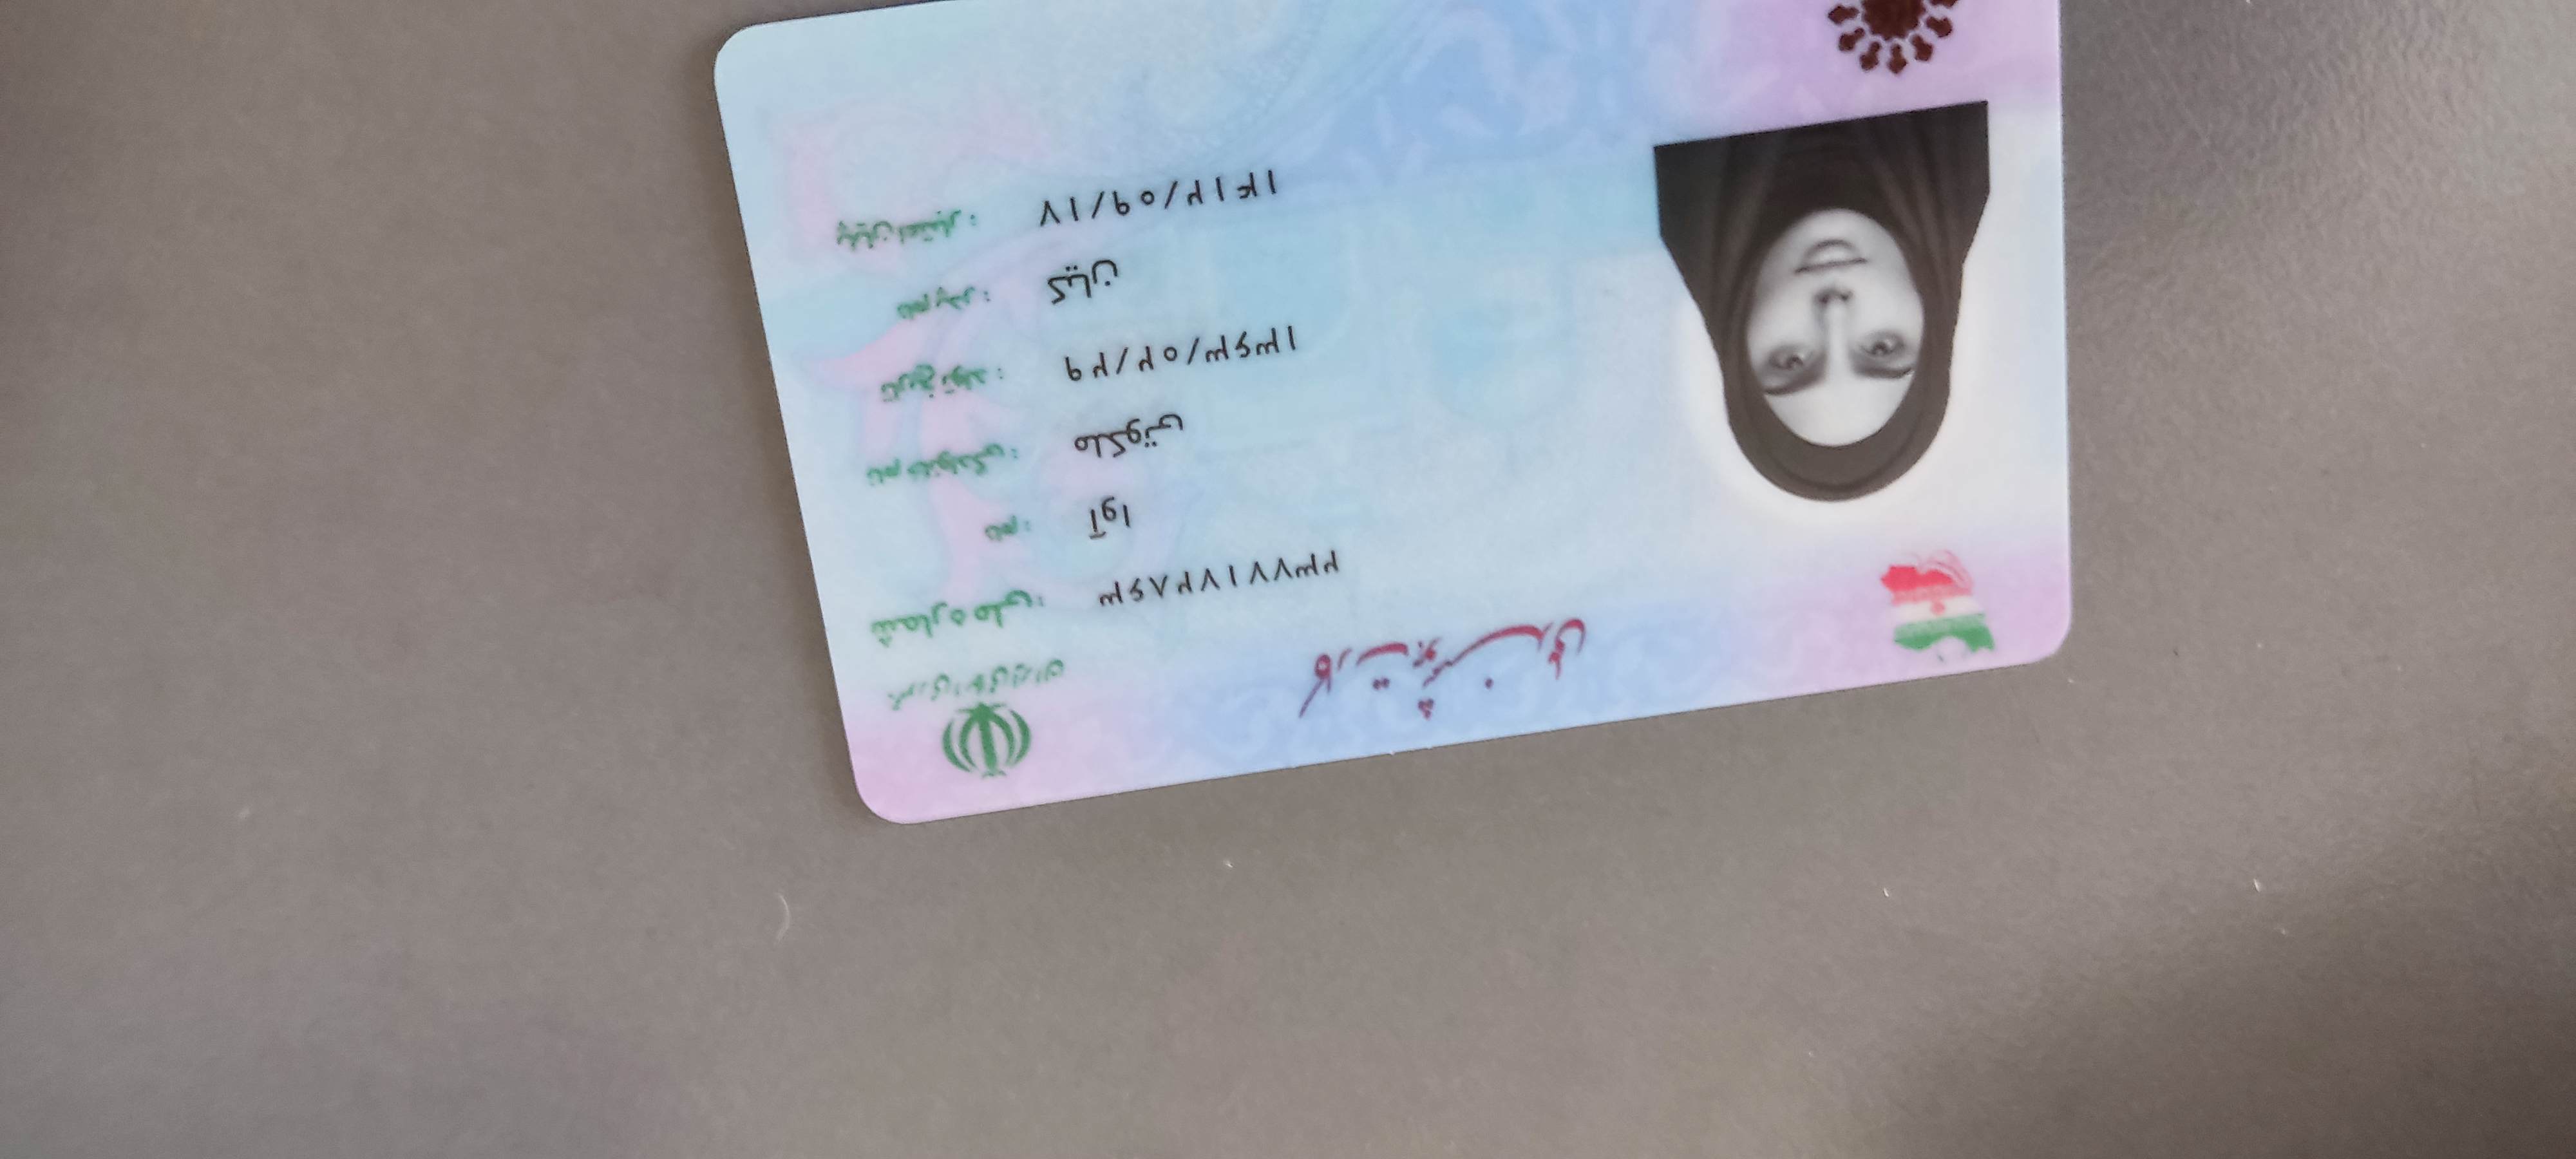 جمهوری اسلامی ایران
کارت هوشمند ملی
شماره ملی: ۲۳۷۷۱۷۲۸۶۳
نام: آوا
نام خانوادگی: ملکوتی
تاریخ تولد: ۱۳۶۳/۰۲/۲۹
نام پدر: کیان
پایان اعتبار: ۱۴۱۲/۰۹/۱۷